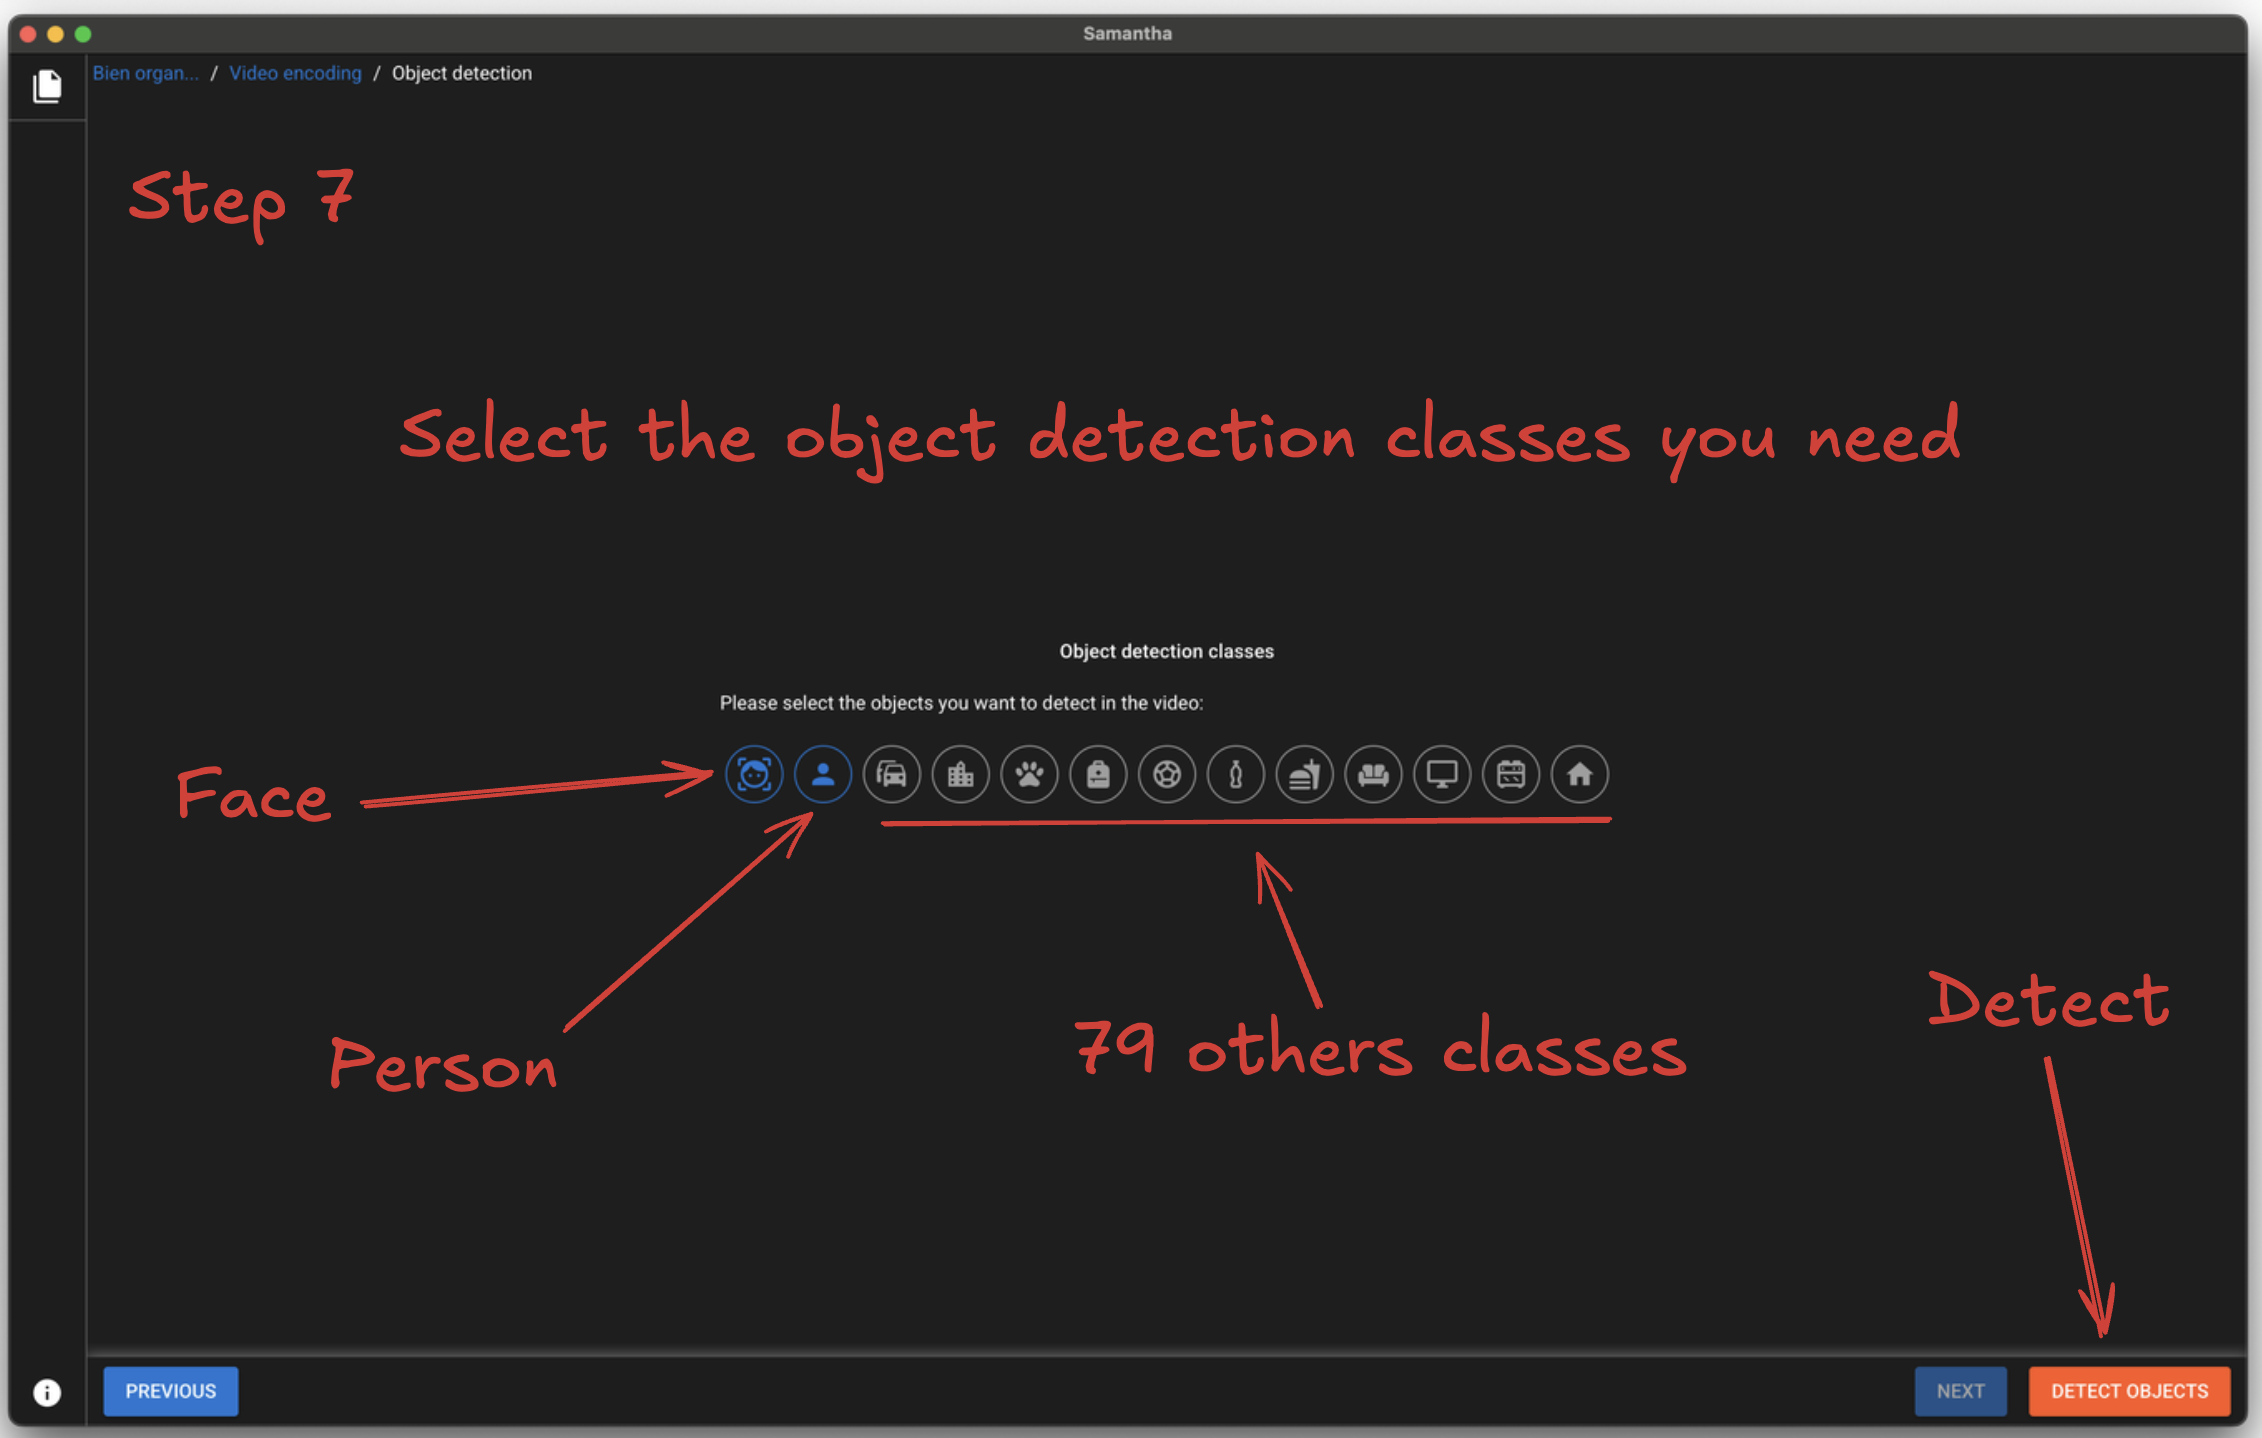 Samantha
Bien organ... / Video encoding / Object detection
Step 7
Select the object detection classes you need
Object detection classes
Please select the objects you want to detect in the video:
Face
Person
79 others classes
Detect
PREVIOUS
NEXT
DETECT OBJECTS